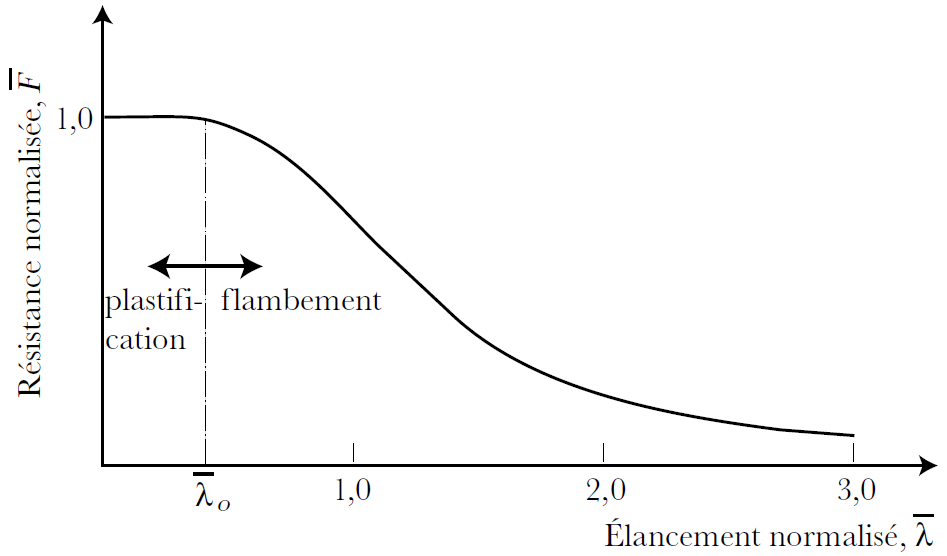 Résistance normalisée, F̅
1,0
plastifi- flambement
cation
λ̅o 1,0 2,0 3,0
Élancement normalisé, λ̅